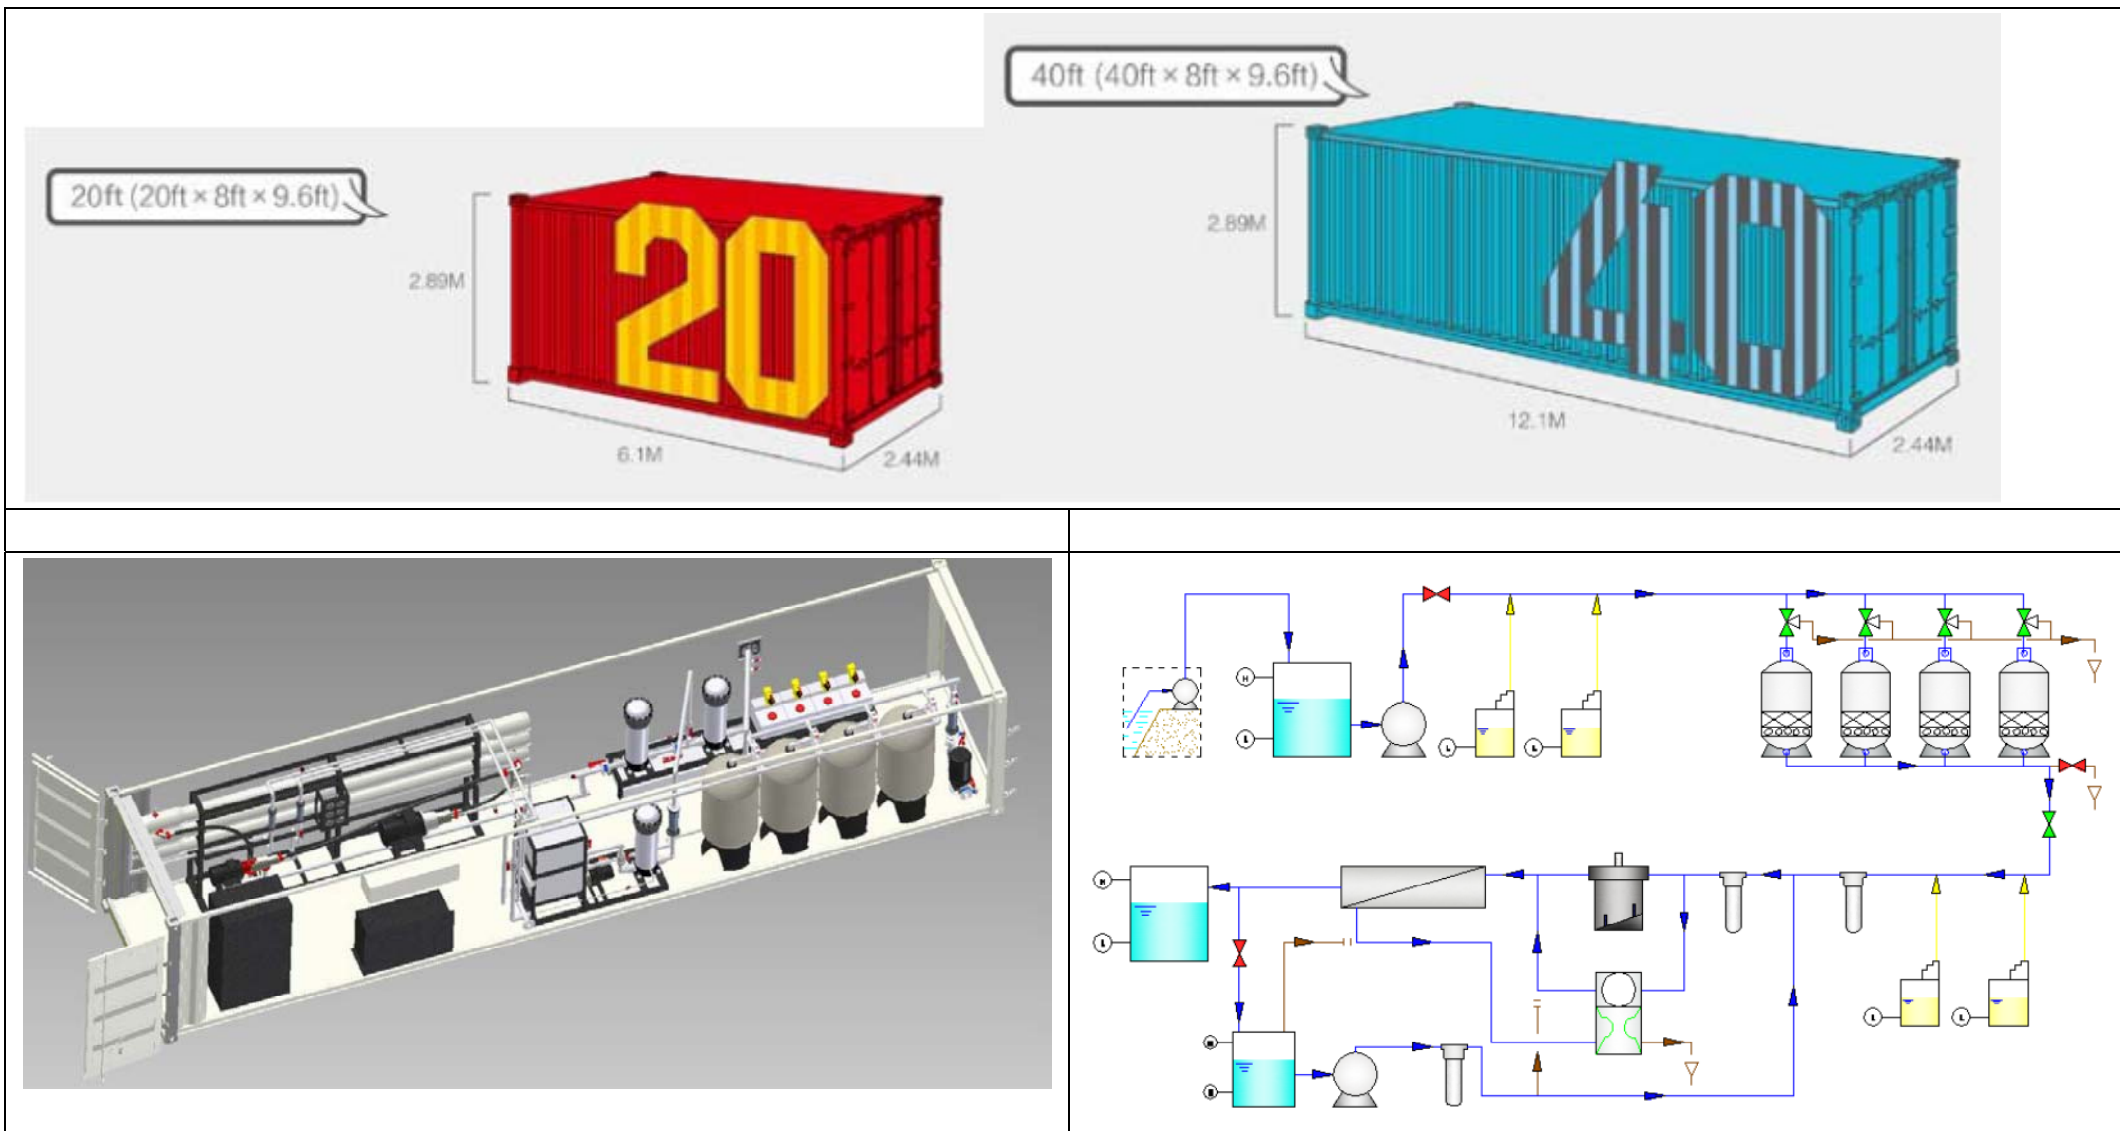 40ft (40ft × 8ft × 9.6ft)
20ft (20ft × 8ft × 9.6ft)
2.89M
20
6.1M
2.44M
2.89M
40
12.1M
2.44M
H
L
L
L
H
L
L
L